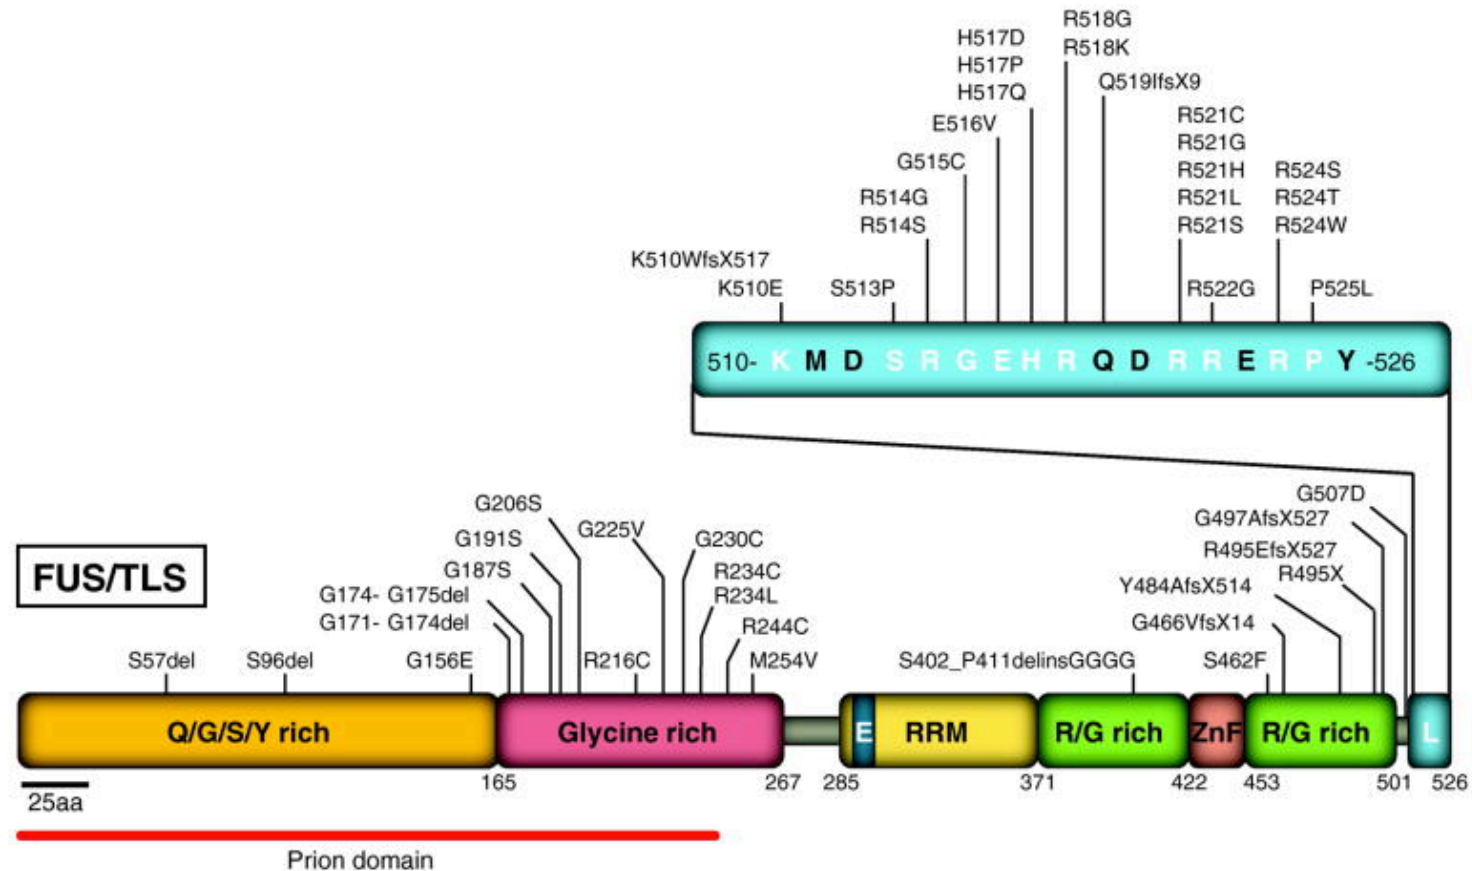 R518G
R518K
H517D
H517P
H517Q
Q519IfsX9
E516V
R521C
R521G
R521H
R521L
R521S
G515C
R514G
R514S
R524S
R524T
R524W
K510WfsX517
K510E
S513P
R522G
P525L
510- K M D S R G E H R Q D R R E R P Y -526
FUS/TLS
G206S
G225V
G191S
G230C
G187S
R234C
R234L
G174- G175del
G171- G174del
R244C
S57del
S96del
G156E
R216C
M254V
G507D
G497AfsX527
R495EfsX527
R495X
Y484AfsX514
G466VfsX14
S402_P411delinsGGGG
S462F
Q/G/S/Y rich
Glycine rich
E
RRM
R/G rich
ZnF
R/G rich
L
165
267
285
371
422
453
501
526
25aa
Prion domain